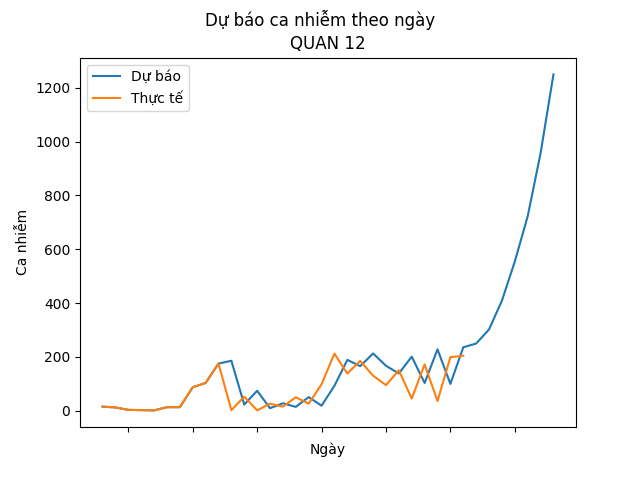 Dự báo ca nhiễm theo ngày
QUAN 12
Dự báo
Thực tế
1200
1000
800
600
400
200
0
Ca nhiễm
Ngày